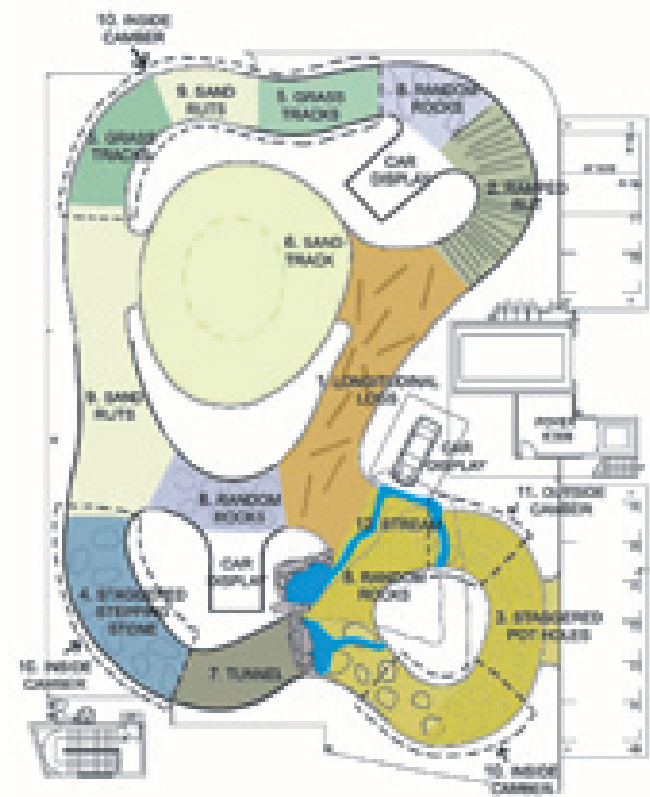 10. INSIDE
CAMBER
9. SAND
RUTS
5. GRASS
TRACKS
8. RANDOM
ROCKS
5. GRASS
TRACKS
CAR
DISPLAY
2. RAMPED
RUT
6. SAND
TRACK
1. LONGITUDINAL
LOGS
9. SAND
RUTS
CAR
DISPLAY
8. RANDOM
ROCKS
11. OUTSIDE
CAMBER
12. STREAM
CAR
DISPLAY
8. RANDOM
ROCKS
4. STAGGERED
STEPPING
STONE
3. STAGGERED
POT HOLES
10. INSIDE
CAMBER
7. TUNNEL
10. INSIDE
CAMBER